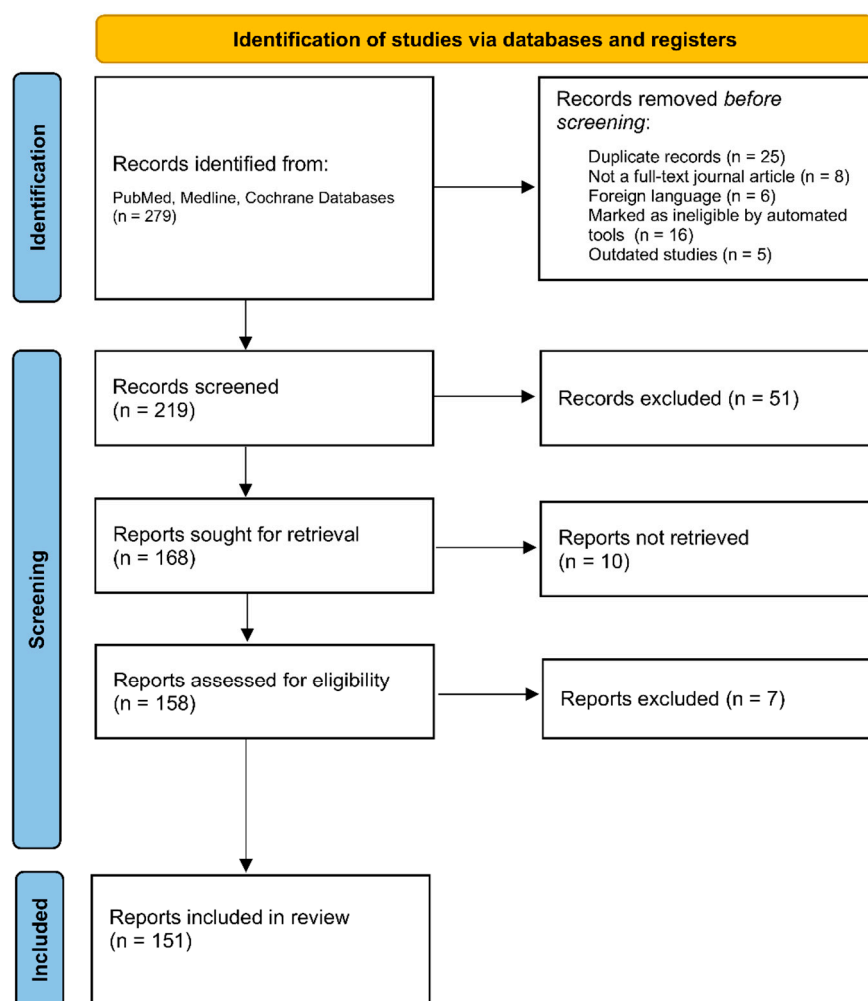 Identification of studies via databases and registers
Identification
Records identified from:
PubMed, Medline, Cochrane Databases
(n = 279)
Records removed before
screening:
Duplicate records (n = 25)
Not a full-text journal article (n = 8)
Foreign language (n = 6)
Marked as ineligible by automated
tools (n = 16)
Outdated studies (n = 5)
Screening
Records screened
(n = 219)
Records excluded (n = 51)
Reports sought for retrieval
(n = 168)
Reports not retrieved
(n = 10)
Reports assessed for eligibility
(n = 158)
Reports excluded (n = 7)
Included
Reports included in review
(n = 151)